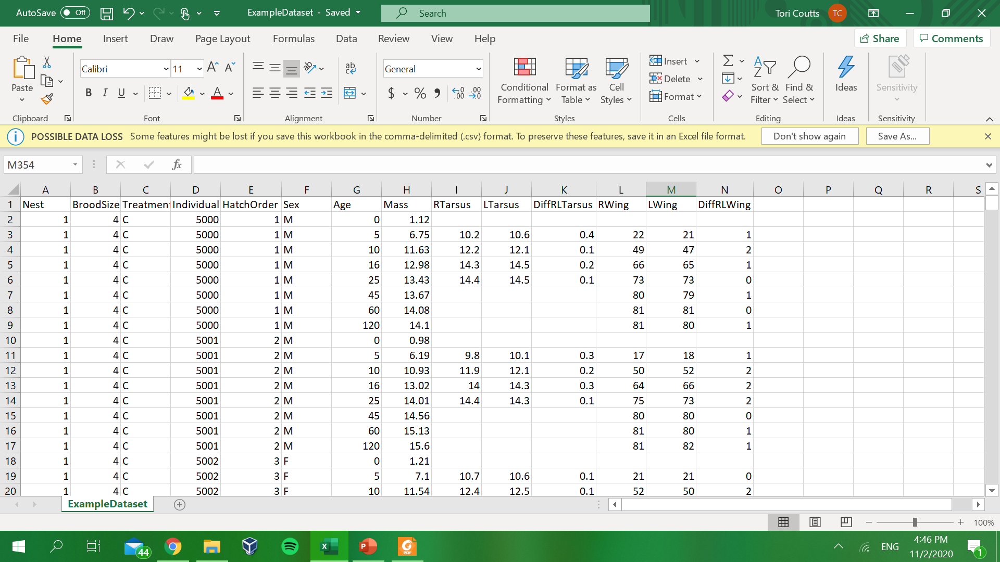 AutoSave Off ExampleDataset - Saved Search Tori Coutts TC
File Home Insert Draw Page Layout Formulas Data Review View Help Share Comments
Calibri 11 General
Paste Conditional Formatting Format as Table Cell Styles Insert Delete Format Sort & Filter Find & Select Ideas Sensitivity
Clipboard Font Alignment Number Styles Cells Editing Ideas Sensitivity
POSSIBLE DATA LOSS Some features might be lost if you save this workbook in the comma-delimited (.csv) format. To preserve these features, save it in an Excel file format. Don't show again Save As...
M354 fx
A B C D E F G H I J K L M N O P Q R S
1 Nest BroodSize Treatment Individual HatchOrder Sex Age Mass RTarsus LTarsus DiffRLTarsus RWing LWing DiffRLWing
2 1 4 C 5000 1 M 0 1.12
3 1 4 C 5000 1 M 5 6.75 10.2 10.6 0.4 22 21 1
4 1 4 C 5000 1 M 10 11.63 12.2 12.1 0.1 49 47 2
5 1 4 C 5000 1 M 16 12.98 14.3 14.5 0.2 66 65 1
6 1 4 C 5000 1 M 25 13.43 14.4 14.5 0.1 73 73 0
7 1 4 C 5000 1 M 45 13.67 80 79 1
8 1 4 C 5000 1 M 60 14.08 81 81 0
9 1 4 C 5000 1 M 120 14.1 81 80 1
10 1 4 C 5001 2 M 0 0.98
11 1 4 C 5001 2 M 5 6.19 9.8 10.1 0.3 17 18 1
12 1 4 C 5001 2 M 10 10.93 11.9 12.1 0.2 50 52 2
13 1 4 C 5001 2 M 16 13.02 14 14.3 0.3 64 66 2
14 1 4 C 5001 2 M 25 14.01 14.4 14.3 0.1 75 73 2
15 1 4 C 5001 2 M 45 14.56 80 80 0
16 1 4 C 5001 2 M 60 15.13 81 80 1
17 1 4 C 5001 2 M 120 15.6 81 82 1
18 1 4 C 5002 3 F 0 1.21
19 1 4 C 5002 3 F 5 7.1 10.7 10.6 0.1 21 21 0
20 1 4 C 5002 3 F 10 11.54 12.4 12.5 0.1 52 50 2
ExampleDataset
100%
44 ENG 4:46 PM 1
11/2/2020